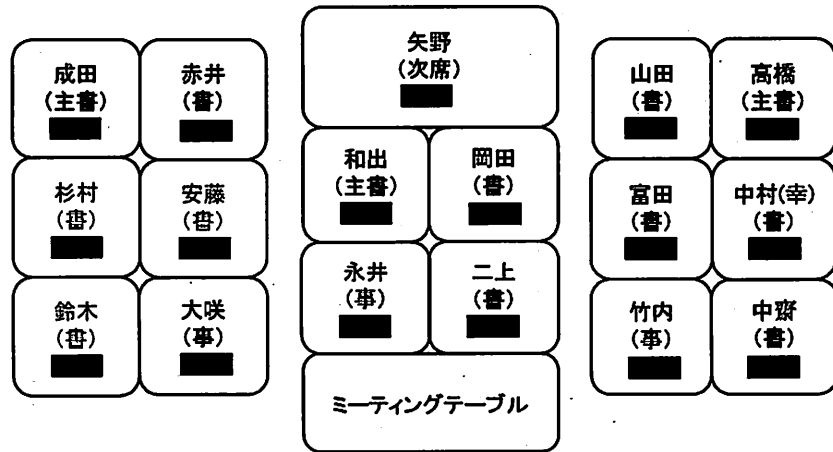 成田
(主書)
赤井
(書)
杉村
(書)
安藤
(書)
鈴木
(書)
大咲
(事)
矢野
(次席)
和出
(主書)
岡田
(書)
永井
(事)
二上
(書)
ミーティングテーブル
山田
(書)
高橋
(主書)
富田
(書)
中村(幸)
(書)
竹内
(事)
中齋
(書)